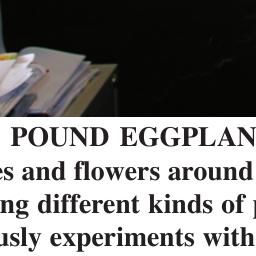 POUND EGGPLAN
es and flowers around
ng different kinds of p
usly experiments with